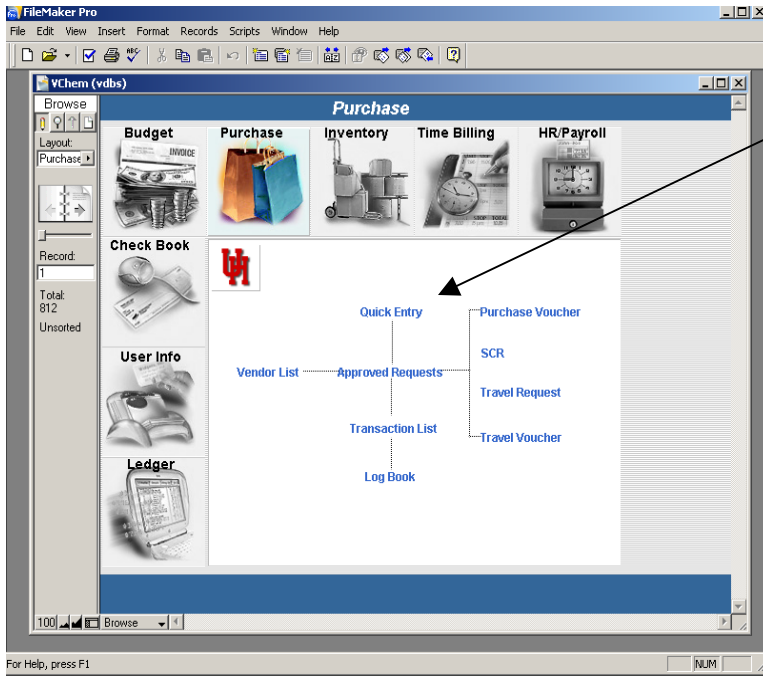 FileMaker Pro
File Edit View Insert Format Records Scripts Window Help
VChem (vdbs)
Browse
Purchase
Layout:
Purchase
Record:
1
Total:
812
Unsorted
Budget
Purchase
Inventory
Time Billing
HR/Payroll
INVOICE
STOP TOTAL
Check Book
User Info
Ledger
UH
Quick Entry
Purchase Voucher
SCR
Vendor List
Approved Requests
Travel Request
Transaction List
Travel Voucher
Log Book
100
Browse
For Help, press F1
NUM